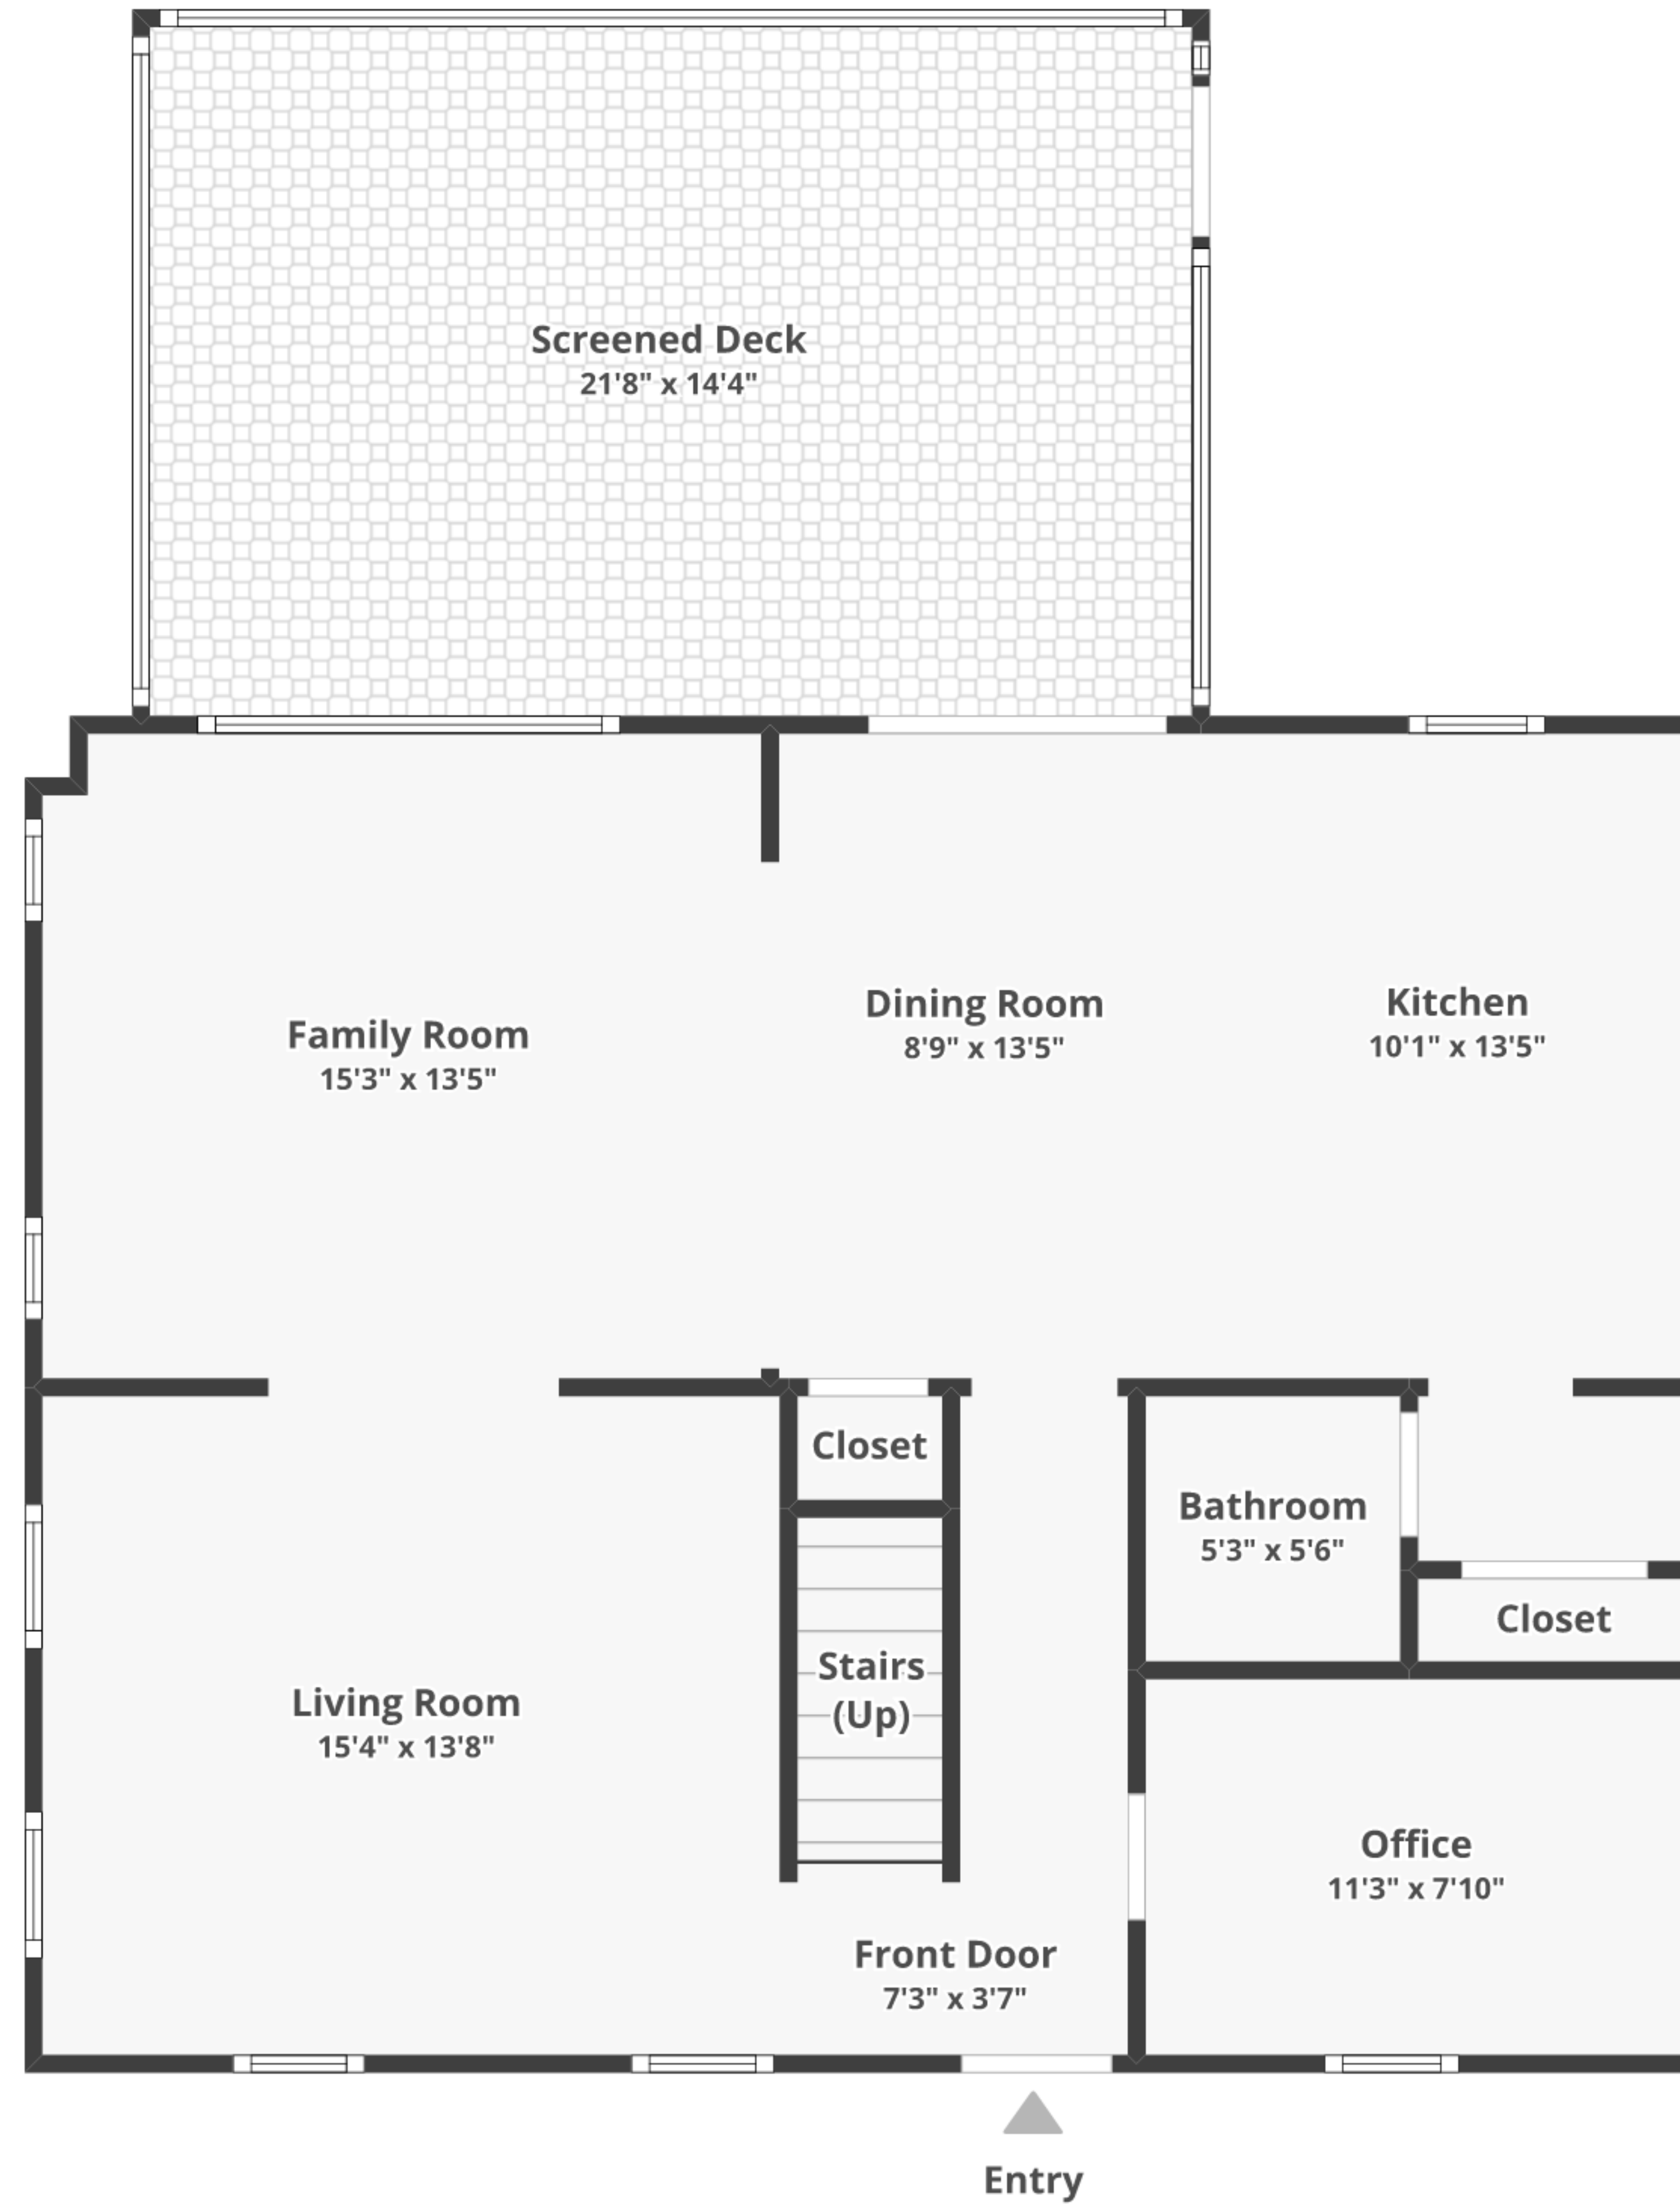 Screened Deck
21'8" x 14'4"
Family Room
15'3" x 13'5"
Dining Room
8'9" x 13'5"
Kitchen
10'1" x 13'5"
Closet
Bathroom
5'3" x 5'6"
Closet
Stairs
(Up)
Living Room
15'4" x 13'8"
Office
11'3" x 7'10"
Front Door
7'3" x 3'7"
Entry